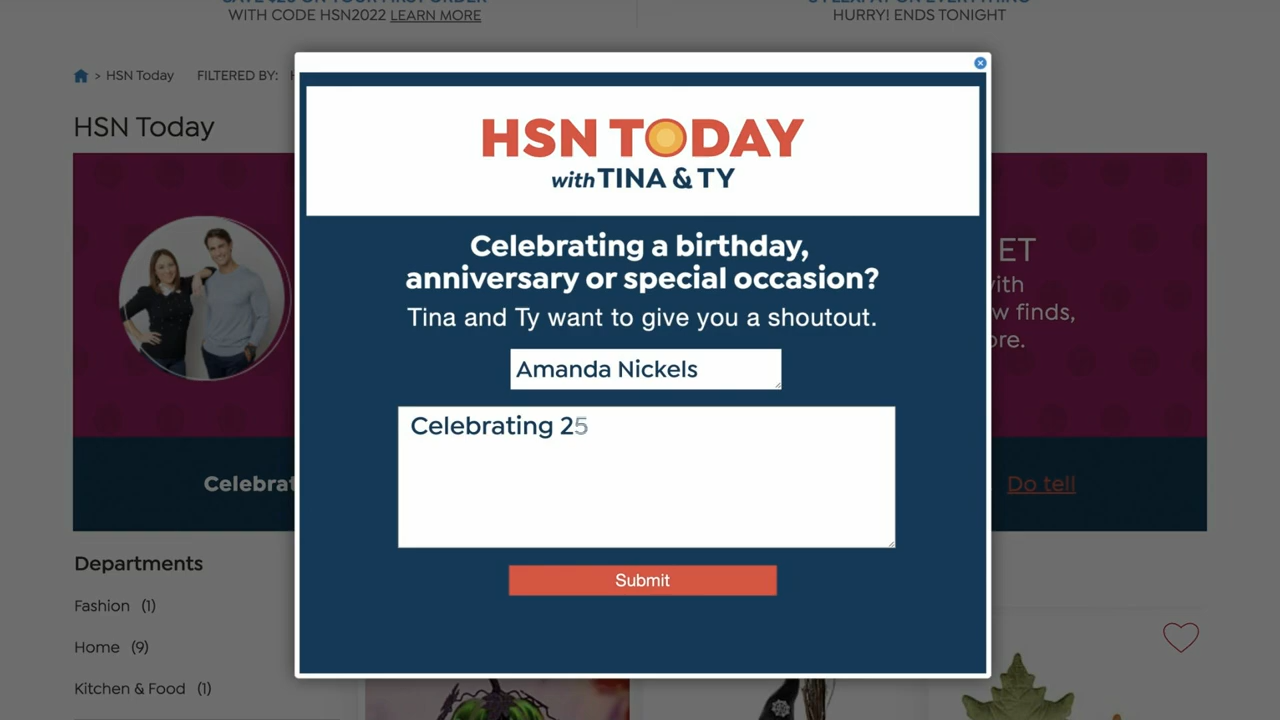 WITH CODE HSN2022 LEARN MORE
HURRY! ENDS TONIGHT
> HSN Today FILTERED BY:
HSN Today
HSN TODAY
with TINA & TY
Celebrating a birthday,
anniversary or special occasion?
Tina and Ty want to give you a shoutout.
Amanda Nickels
Celebrating 25
Submit
Celebrat
Do tell
Departments
Fashion (1)
Home (9)
Kitchen & Food (1)
ET
ith
w finds,
ore.